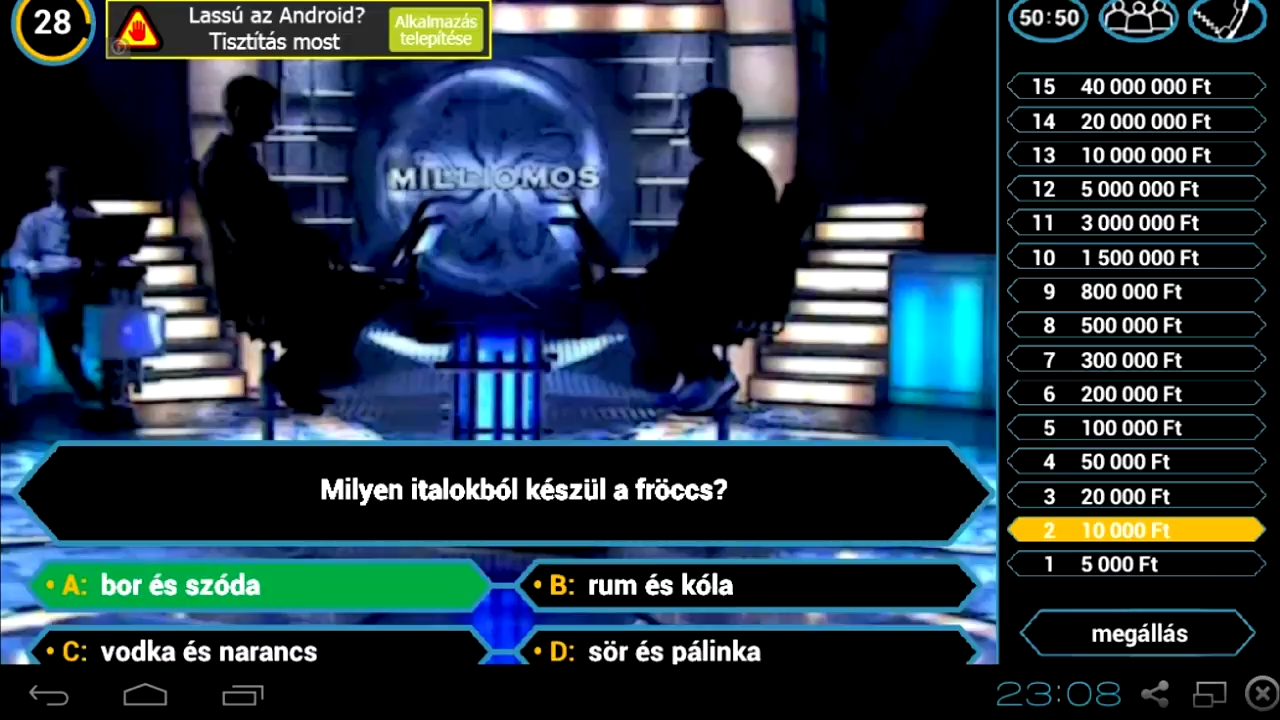 28
Lassú az Android?
Tisztítás most
Alkalmazás
telepítése
50:50
MILLIOMOS
15 40 000 000 Ft
14 20 000 000 Ft
13 10 000 000 Ft
12 5 000 000 Ft
11 3 000 000 Ft
10 1 500 000 Ft
9 800 000 Ft
8 500 000 Ft
7 300 000 Ft
6 200 000 Ft
5 100 000 Ft
4 50 000 Ft
3 20 000 Ft
2 10 000 Ft
1 5 000 Ft
Milyen italokból készül a fröccs?
• A: bor és szóda
• B: rum és kóla
• C: vodka és narancs
• D: sör és pálinka
megállás
23:08